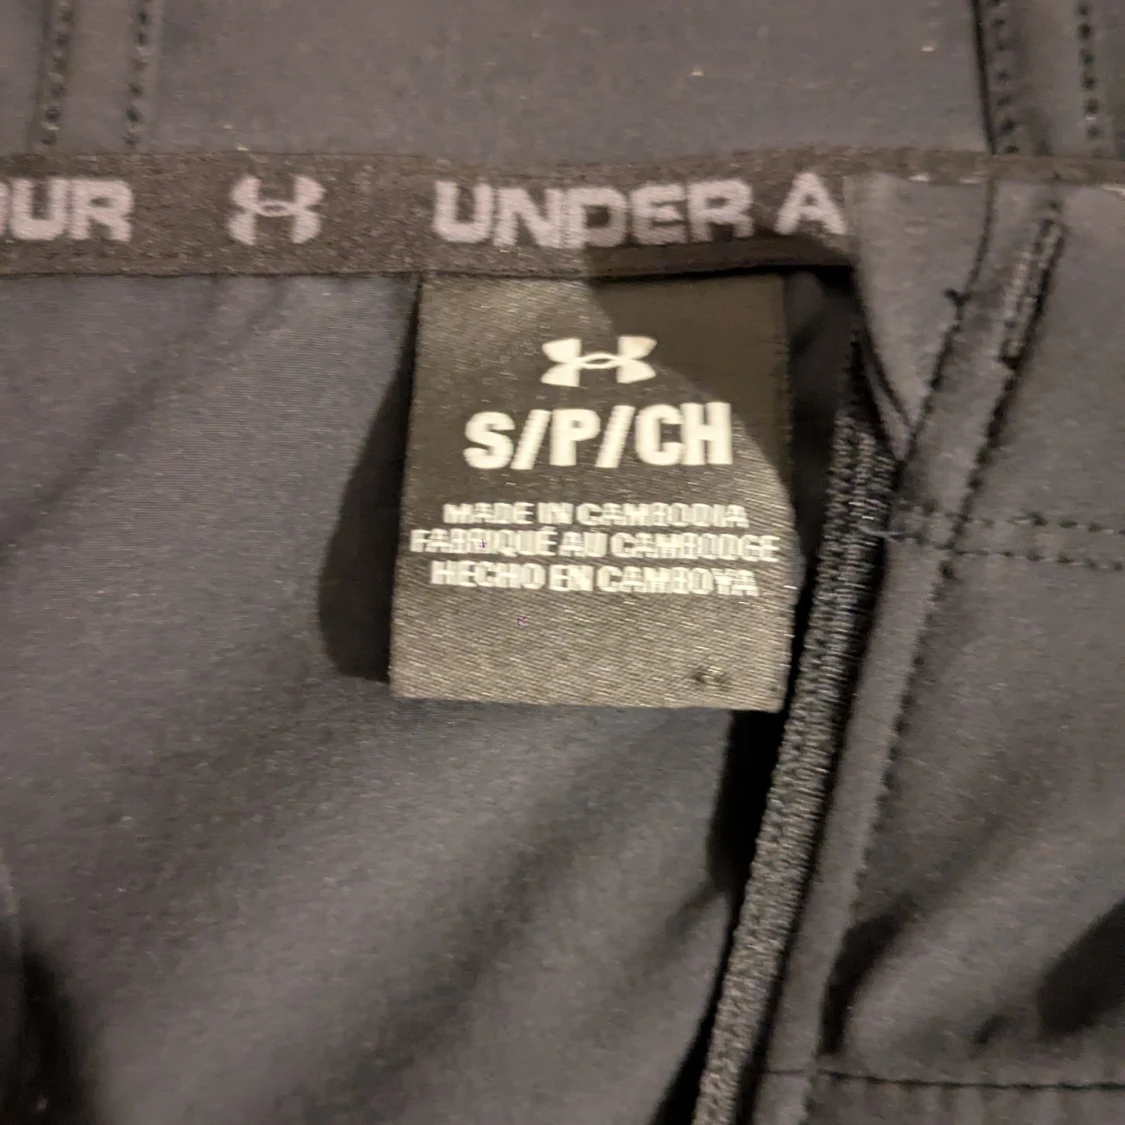 OUR UNDER A
S/P/CH
MADE IN CAMBODIA
FABRIQUÉ AU CAMBODGE
HECHO EN CAMBOYA